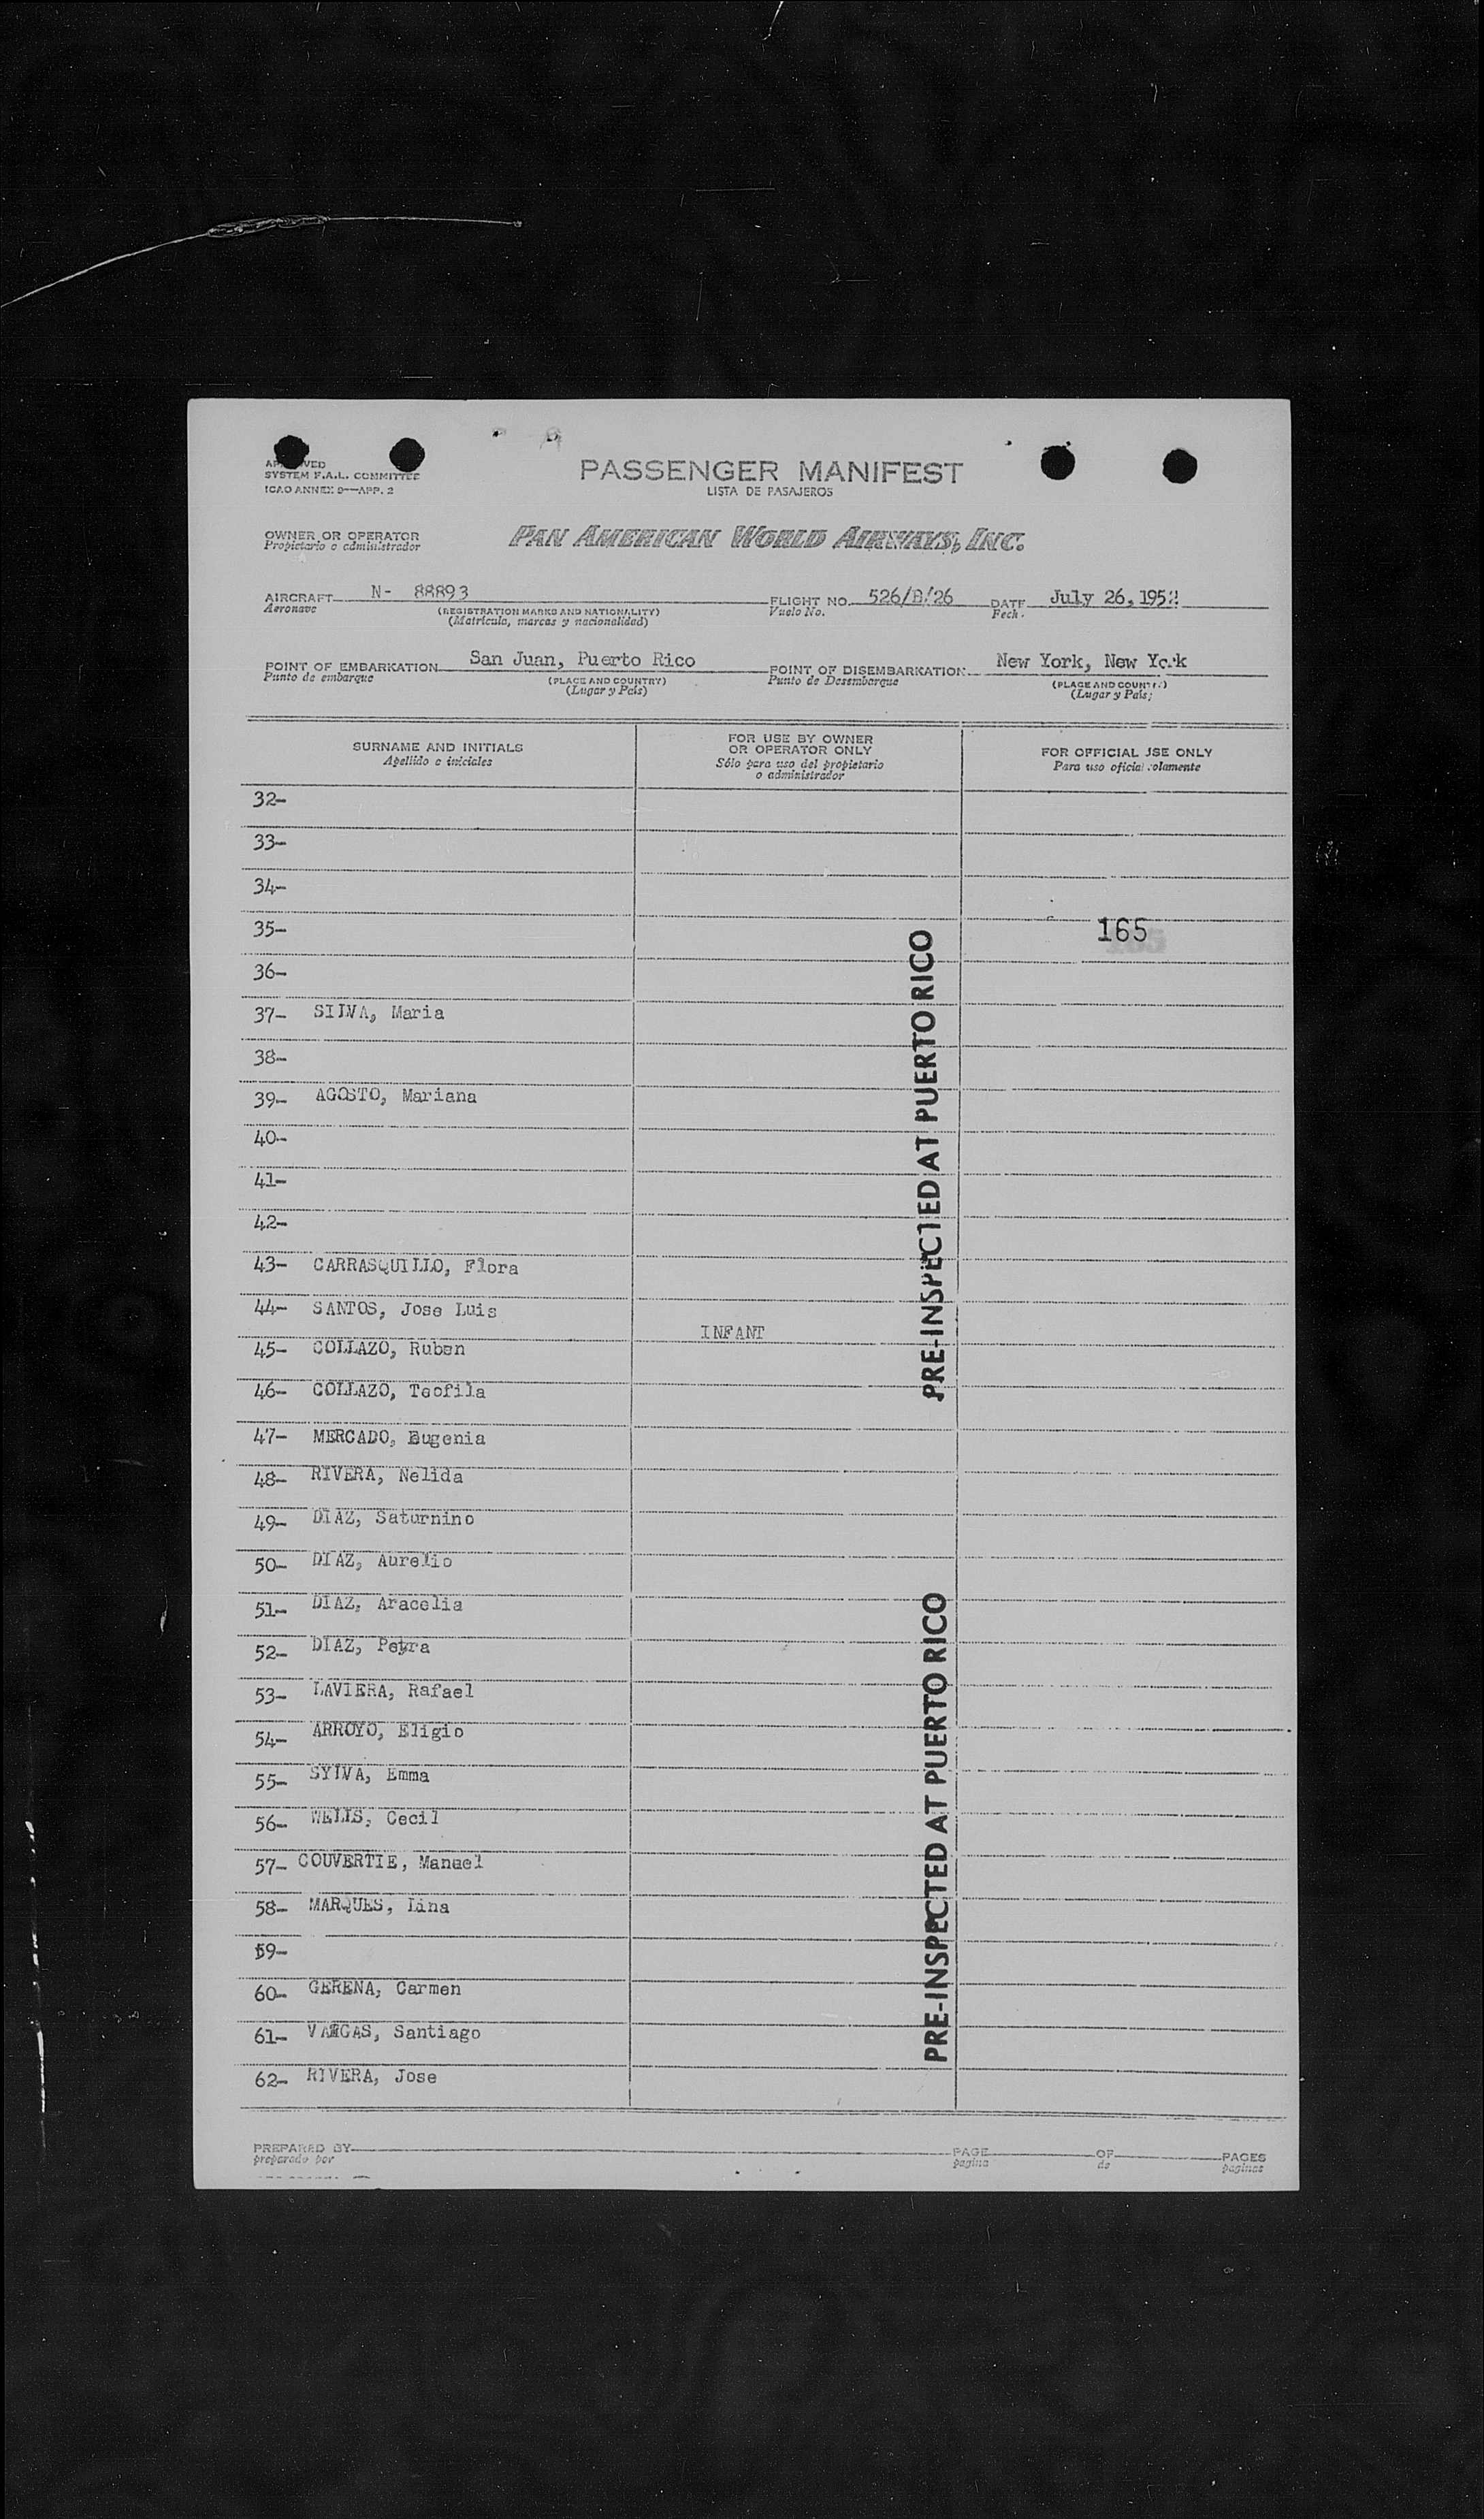 APPROVED
SYSTEM F.A.L. COMMITTEE
ICAO ANNEX 9—APP. 2
PASSENGER MANIFEST
LISTA DE PASAJEROS
OWNER OR OPERATOR
Propietario o administrador
PAN AMERICAN WORLD AIRWAYS, INC.
AIRCRAFT N- 88893 FLIGHT NO. 526/B/26 DATE July 26, 1952
Aeronave (REGISTRATION MARKS AND NATIONALITY) Vuelo No. Fech.
(Matricula, marcas y nacionalidad)
POINT OF EMBARKATION San Juan, Puerto Rico POINT OF DISEMBARKATION New York, New York
Punto de embarque (PLACE AND COUNTRY) Punto de Desembarque (PLACE AND COUNTRY)
(Lugar y País) (Lugar y País)
SURNAME AND INITIALS
Apellido e iniciales
FOR USE BY OWNER
OR OPERATOR ONLY
Sólo para uso del propietario
o administrador
FOR OFFICIAL USE ONLY
Para uso oficial solamente
32-
33-
34-
35- 165
36-
37- SILVA, Maria
38-
39- AGOSTO, Mariana
40-
41-
42-
43- CARRASQUILLO, Flora
44- SANTOS, Jose Luis
INFANT
45- COLLAZO, Ruben
46- COLLAZO, Teofila
47- MERCADO, Eugenia
48- RIVERA, Nelida
49- DIAZ, Saturnino
50- DIAZ, Aurelio
51- DIAZ, Aracelia
52- DIAZ, Petra
53- LAVIERA, Rafael
54- ARROYO, Eligio
55- SYLVA, Emma
56- WELLS, Cecil
57- COUVERTIE, Manuel
58- MARQUES, Lina
59-
60- GERENA, Carmen
61- VARGAS, Santiago
62- RIVERA, Jose
PRE-INSPECTED AT PUERTO RICO
PRE-INSPECTED AT PUERTO RICO
PREPARED BY PAGE OF PAGES
preparado por pagina de paginas